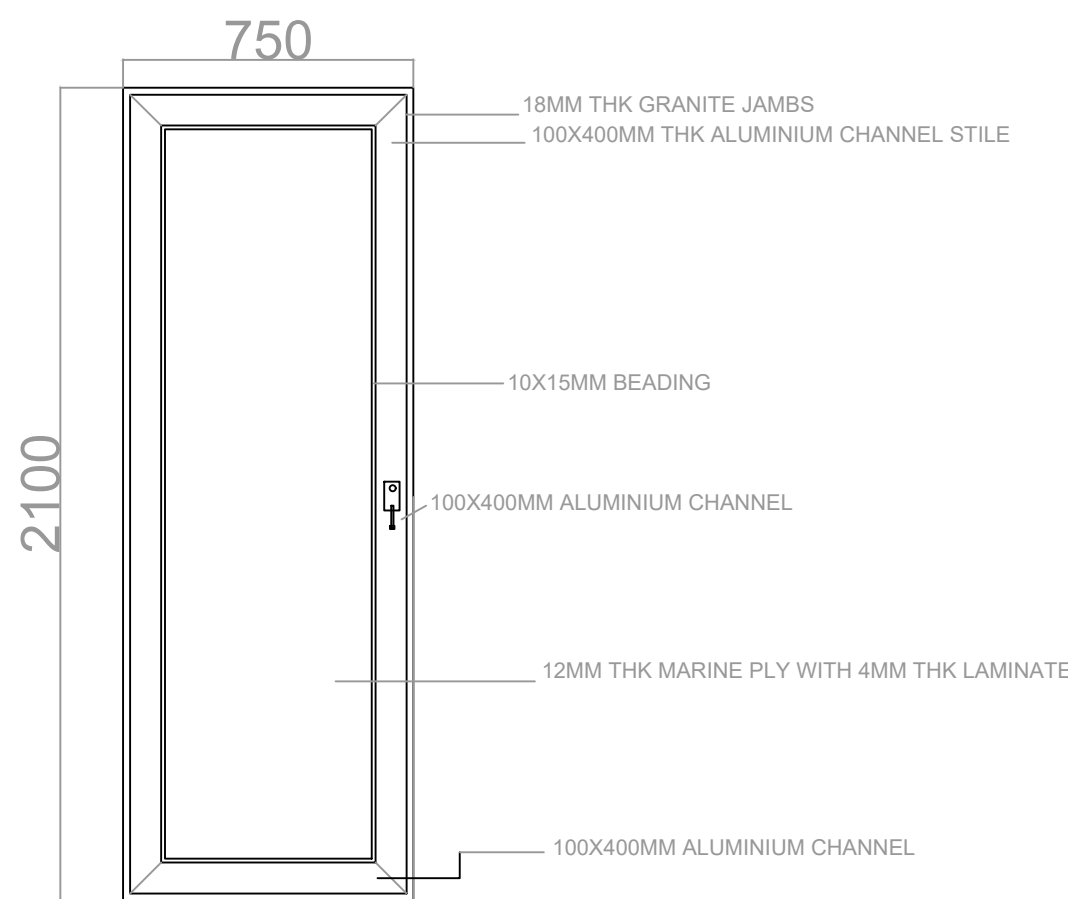 750
18MM THK GRANITE JAMBS
100X400MM THK ALUMINIUM CHANNEL STILE
10X15MM BEADING
2100
100X400MM ALUMINIUM CHANNEL
12MM THK MARINE PLY WITH 4MM THK LAMINATE
100X400MM ALUMINIUM CHANNEL